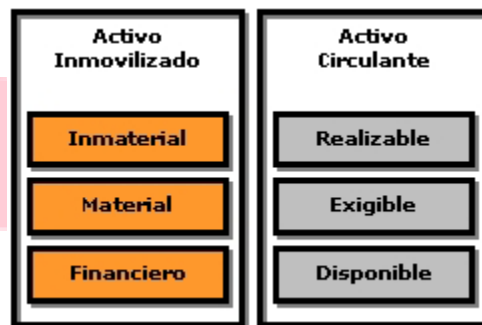 Activo
Inmovilizado
Inmaterial
Material
Financiero
Activo
Circulante
Realizable
Exigible
Disponible